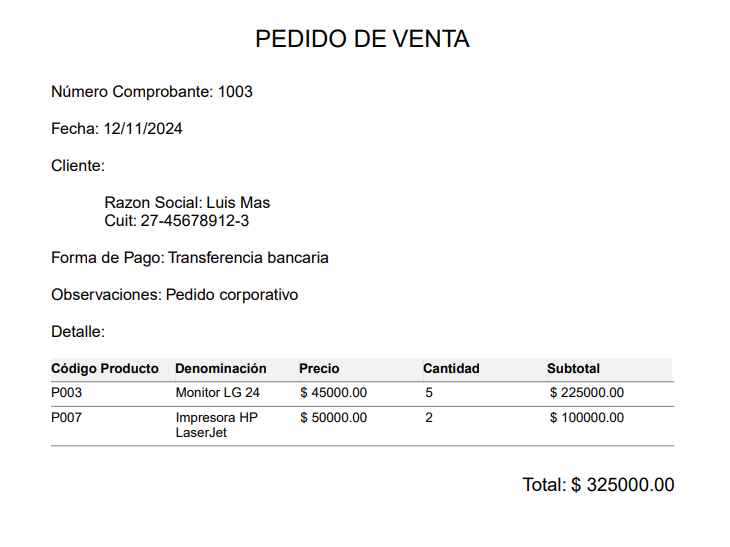 PEDIDO DE VENTA
Número Comprobante: 1003
Fecha: 12/11/2024
Cliente:
Razon Social: Luis Mas
Cuit: 27-45678912-3
Forma de Pago: Transferencia bancaria
Observaciones: Pedido corporativo
Detalle:
Código Producto Denominación Precio Cantidad Subtotal
P003 Monitor LG 24 $ 45000.00 5 $ 225000.00
P007 Impresora HP $ 50000.00 2 $ 100000.00
LaserJet
Total: $ 325000.00